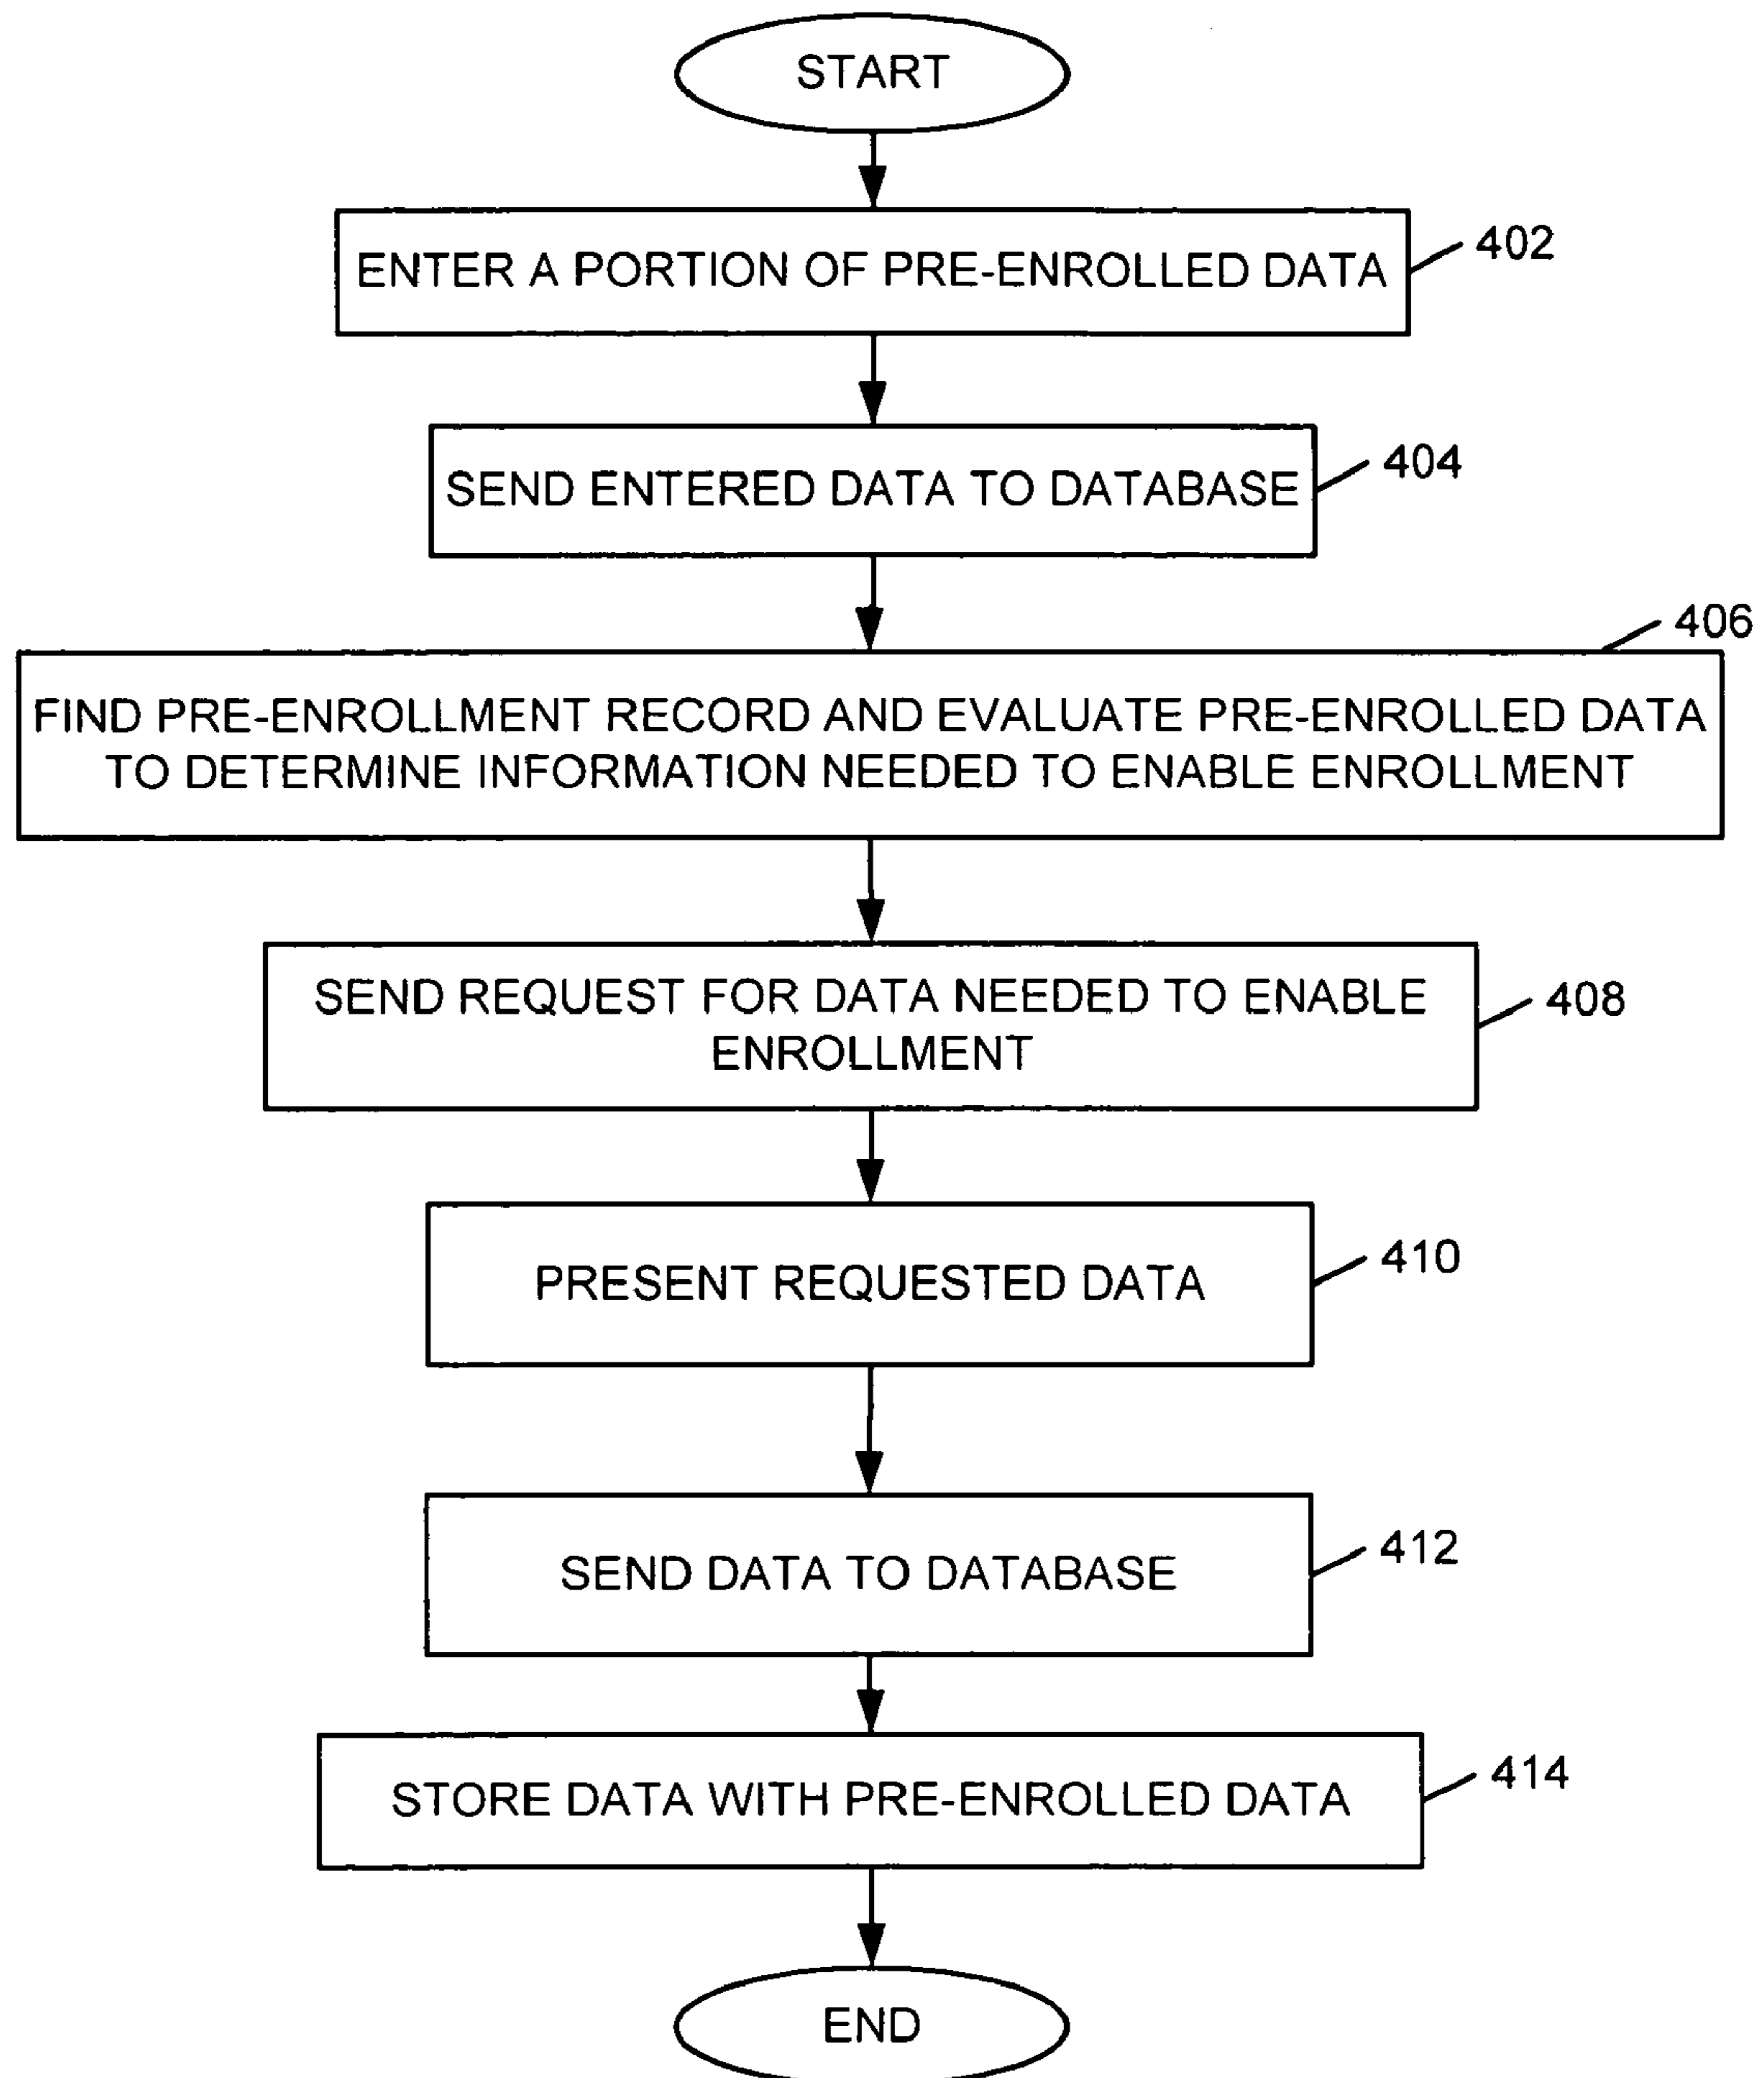 START
ENTER A PORTION OF PRE-ENROLLED DATA
402
SEND ENTERED DATA TO DATABASE
404
406
FIND PRE-ENROLLMENT RECORD AND EVALUATE PRE-ENROLLED DATA
TO DETERMINE INFORMATION NEEDED TO ENABLE ENROLLMENT
SEND REQUEST FOR DATA NEEDED TO ENABLE
ENROLLMENT
408
PRESENT REQUESTED DATA
410
SEND DATA TO DATABASE
412
STORE DATA WITH PRE-ENROLLED DATA
414
END